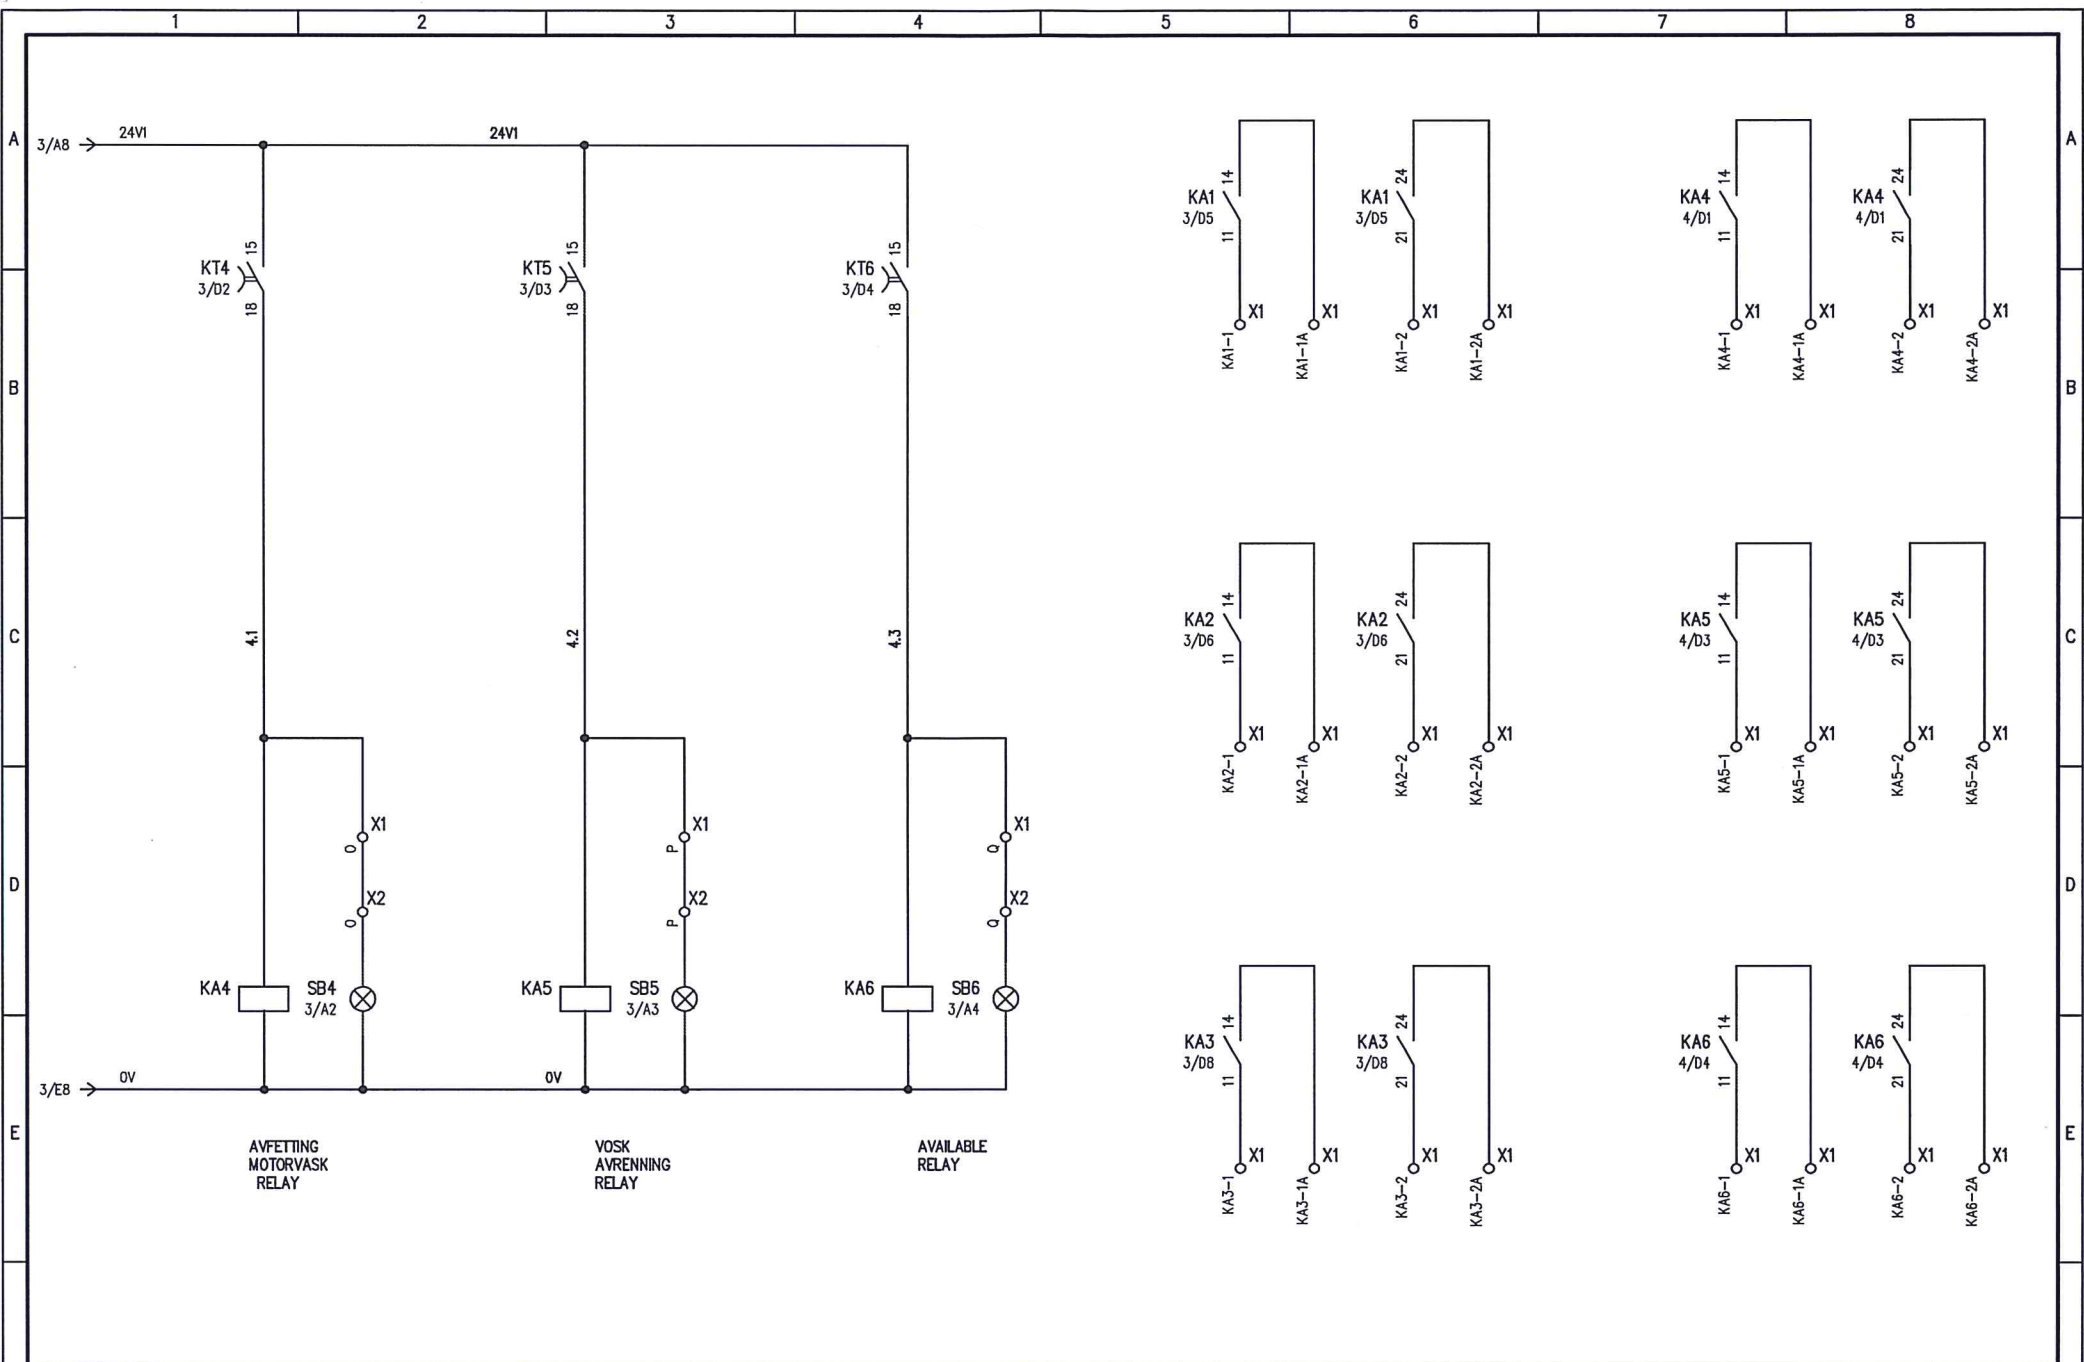 1 2 3 4 5 6 7 8
A A
3/A8 24V1 24V1
KT4
3/D2
15
18
KT5
3/D3
15
18
KT6
3/D4
15
18
KA1
3/D5
14
11
X1
KA1-1
X1
KA1-1A
KA1
3/D5
24
21
X1
KA1-2
X1
KA1-2A
KA4
4/D1
14
11
X1
KA4-1
X1
KA4-1A
KA4
4/D1
24
21
X1
KA4-2
X1
KA4-2A
B B
C C
4.1
4.2
4.3
KA2
3/D6
14
11
X1
KA2-1
X1
KA2-1A
KA2
3/D6
24
21
X1
KA2-2
X1
KA2-2A
KA5
4/D3
14
11
X1
KA5-1
X1
KA5-1A
KA5
4/D3
24
21
X1
KA5-2
X1
KA5-2A
D D
X1
O
X2
O
X1
P
X2
P
X1
Q
X2
Q
KA4
SB4
3/A2
KA5
SB5
3/A3
KA6
SB6
3/A4
KA3
3/D8
14
11
X1
KA3-1
X1
KA3-1A
KA3
3/D8
24
21
X1
KA3-2
X1
KA3-2A
KA6
4/D4
14
11
X1
KA6-1
X1
KA6-1A
KA6
4/D4
24
21
X1
KA6-2
X1
KA6-2A
3/E8 0V 0V
E E
AVFETTING
MOTORVASK
RELAY
VOSK
AVRENNING
RELAY
AVAILABLE
RELAY